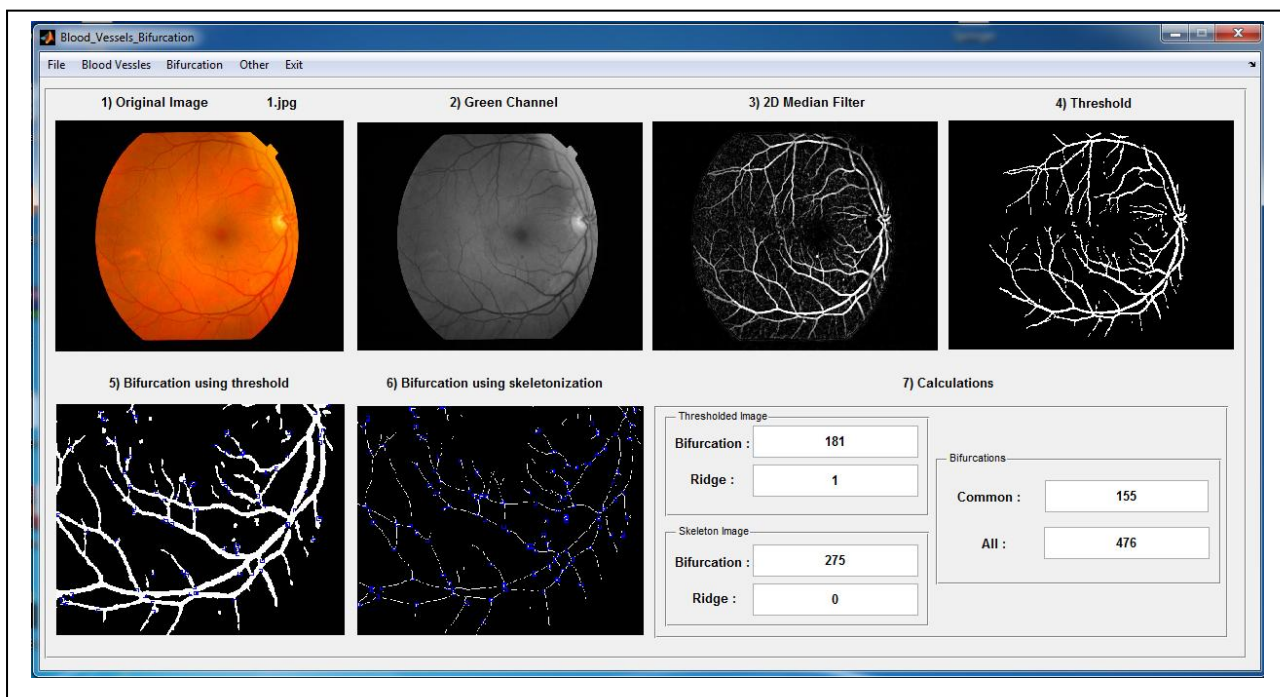 Blood_Vessels_Bifurcation
File Blood Vessles Bifurcation Other Exit
1) Original Image 1.jpg 2) Green Channel 3) 2D Median Filter 4) Threshold
5) Bifurcation using threshold 6) Bifurcation using skeletonization 7) Calculations
Thresholded Image
Bifurcation : 181
Ridge : 1
Skeleton Image
Bifurcation : 275
Ridge : 0
Bifurcations
Common : 155
All : 476